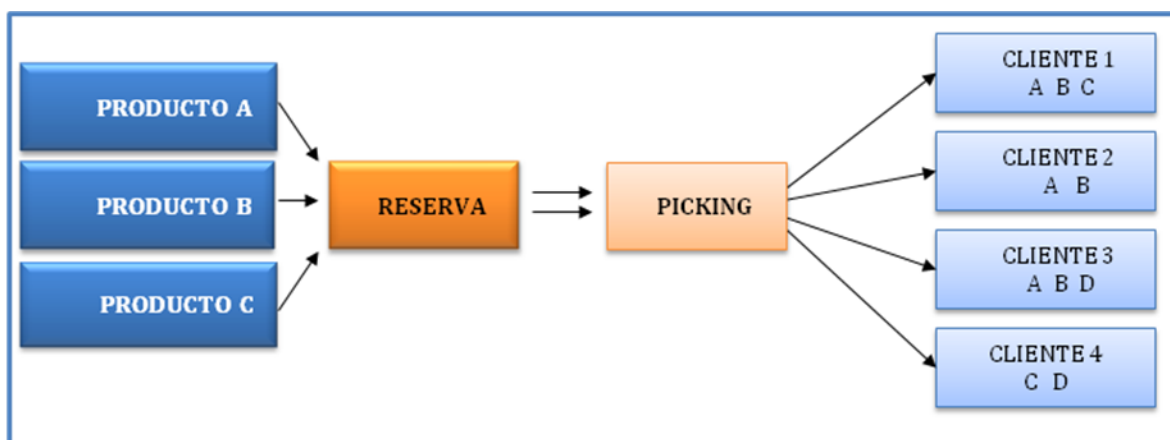 PRODUCTO A
PRODUCTO B
PRODUCTO C
RESERVA
PICKING
CLIENTE 1
A B C
CLIENTE 2
A B
CLIENTE 3
A B D
CLIENTE 4
C D